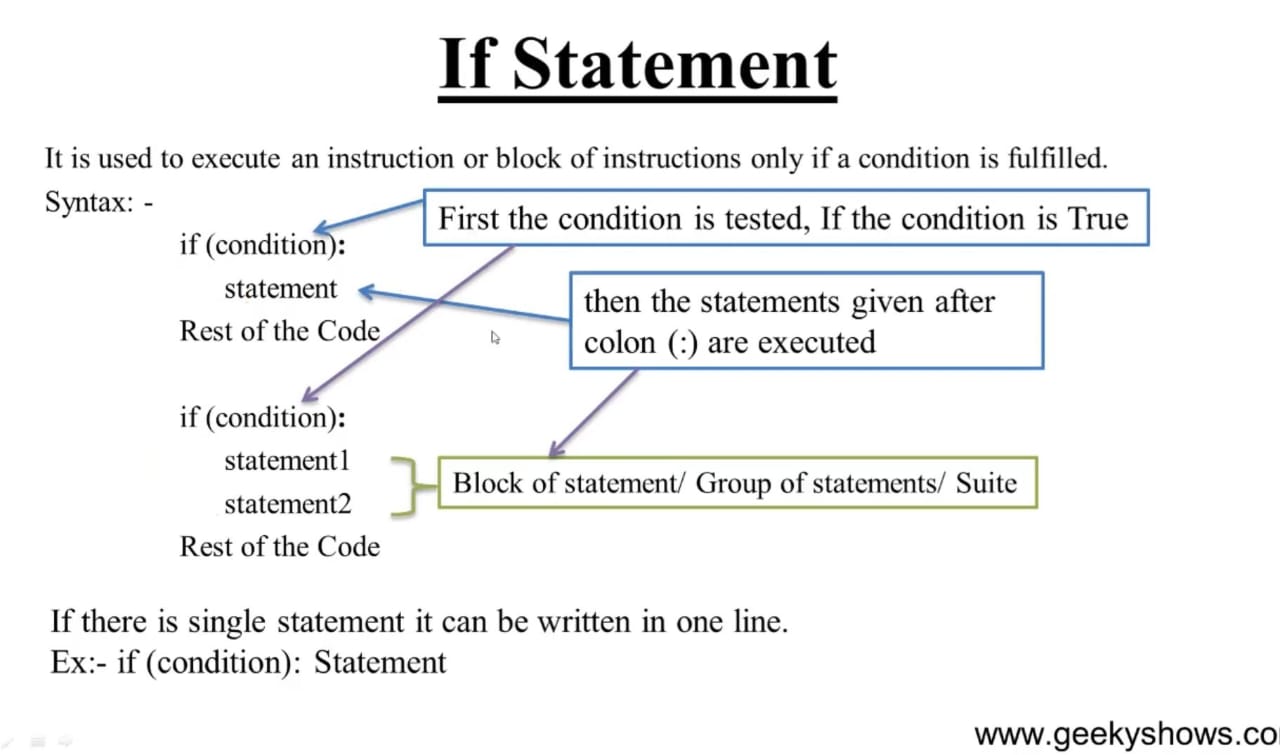 If Statement
It is used to execute an instruction or block of instructions only if a condition is fulfilled.
Syntax: -
First the condition is tested, If the condition is True
if (condition):
statement
then the statements given after
colon (:) are executed
Rest of the Code
if (condition):
statement1
statement2
Block of statement/ Group of statements/ Suite
Rest of the Code
If there is single statement it can be written in one line.
Ex:- if (condition): Statement
www.geekyshows.co